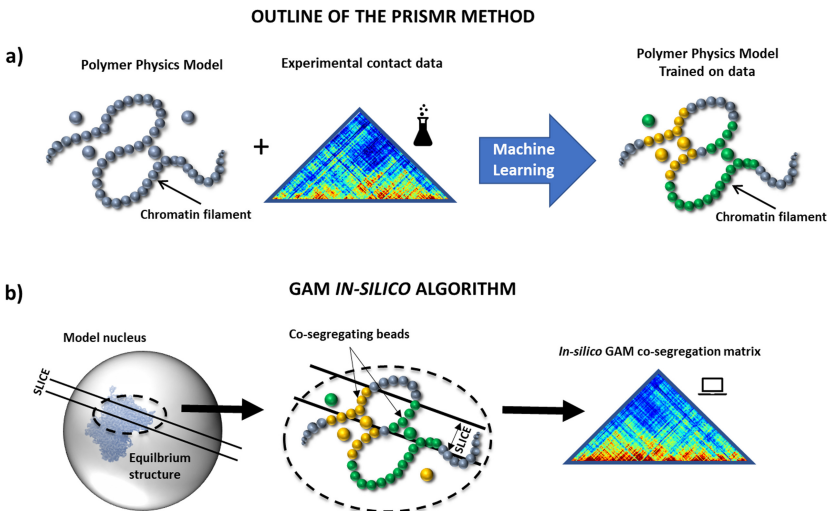 OUTLINE OF THE PRISMR METHOD
a)
Polymer Physics Model
Experimental contact data
Polymer Physics Model
Trained on data
+
Machine
Learning
Chromatin filament
Chromatin filament
b)
GAM IN-SILICO ALGORITHM
Model nucleus
Co-segregating beads
In-silico GAM co-segregation matrix
SLICE
SLICE
Equilbrium
structure